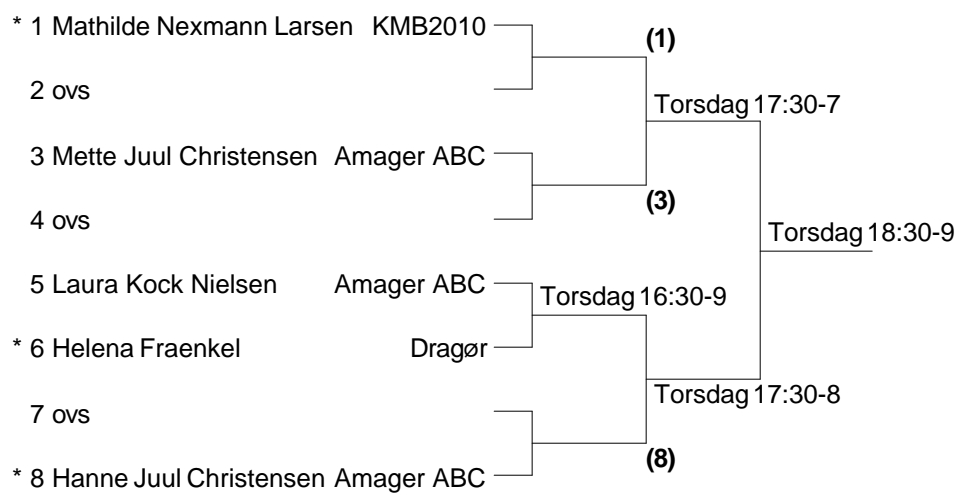 * 1 Mathilde Nexmann Larsen KMB2010
(1)
2 ovs
Torsdag 17:30-7
3 Mette Juul Christensen Amager ABC
(3)
4 ovs
Torsdag 18:30-9
5 Laura Kock Nielsen Amager ABC
Torsdag 16:30-9
* 6 Helena Fraenkel Dragør
Torsdag 17:30-8
7 ovs
(8)
* 8 Hanne Juul Christensen Amager ABC